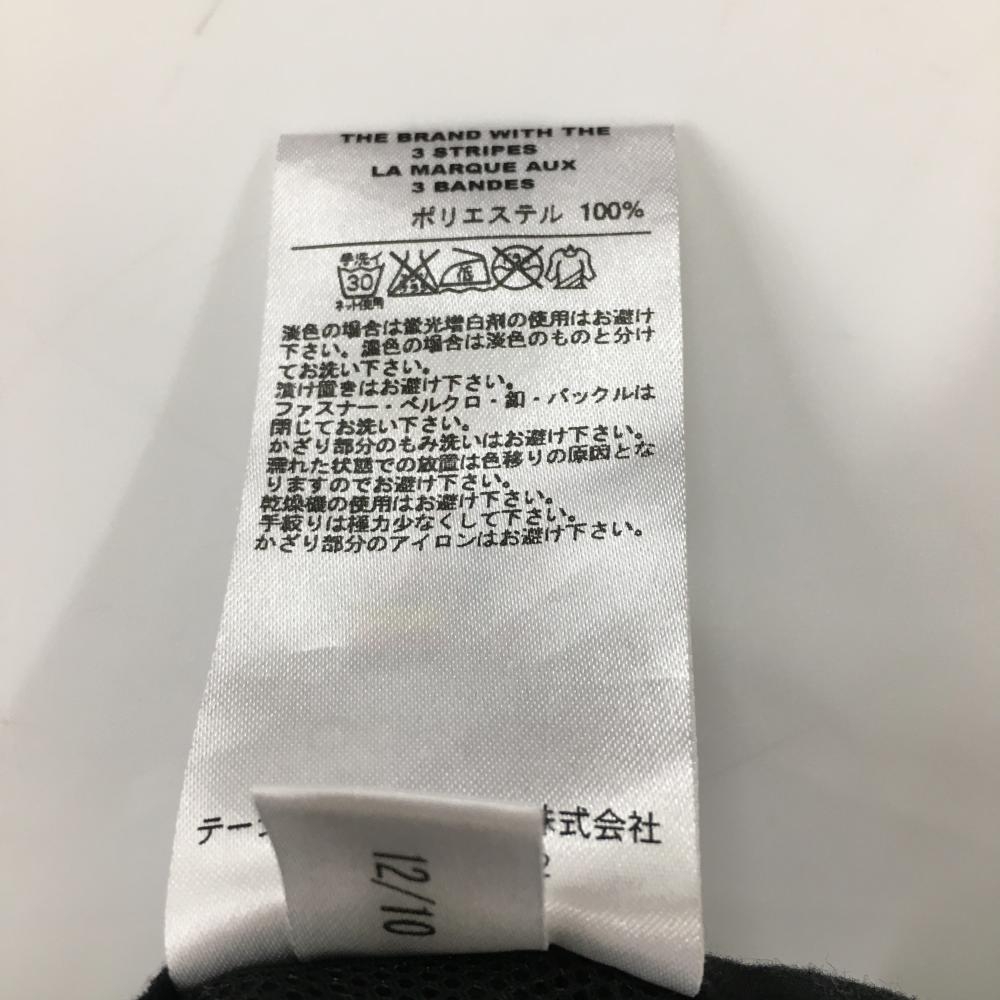 THE BRAND WITH THE
3 STRIPES
LA MARQUE AUX
3 BANDES
ポリエステル 100%
手洗イ
30
ネット使用
淡色の場合は蛍光増白剤の使用はお避け
下さい。濃色の場合は淡色のものと分け
てお洗い下さい。
漬け置きはお避け下さい。
ファスナー・ベルクロ・釦・バックルは
閉じてお洗い下さい。
かざり部分のもみ洗いはお避け下さい。
濡れた状態での放置は色移りの原因とな
りますのでお避け下さい。
乾燥機の使用はお避け下さい。
手絞りは極力少なくして下さい。
かざり部分のアイロンはお避け下さい。
テー 株式会社
2
12/10